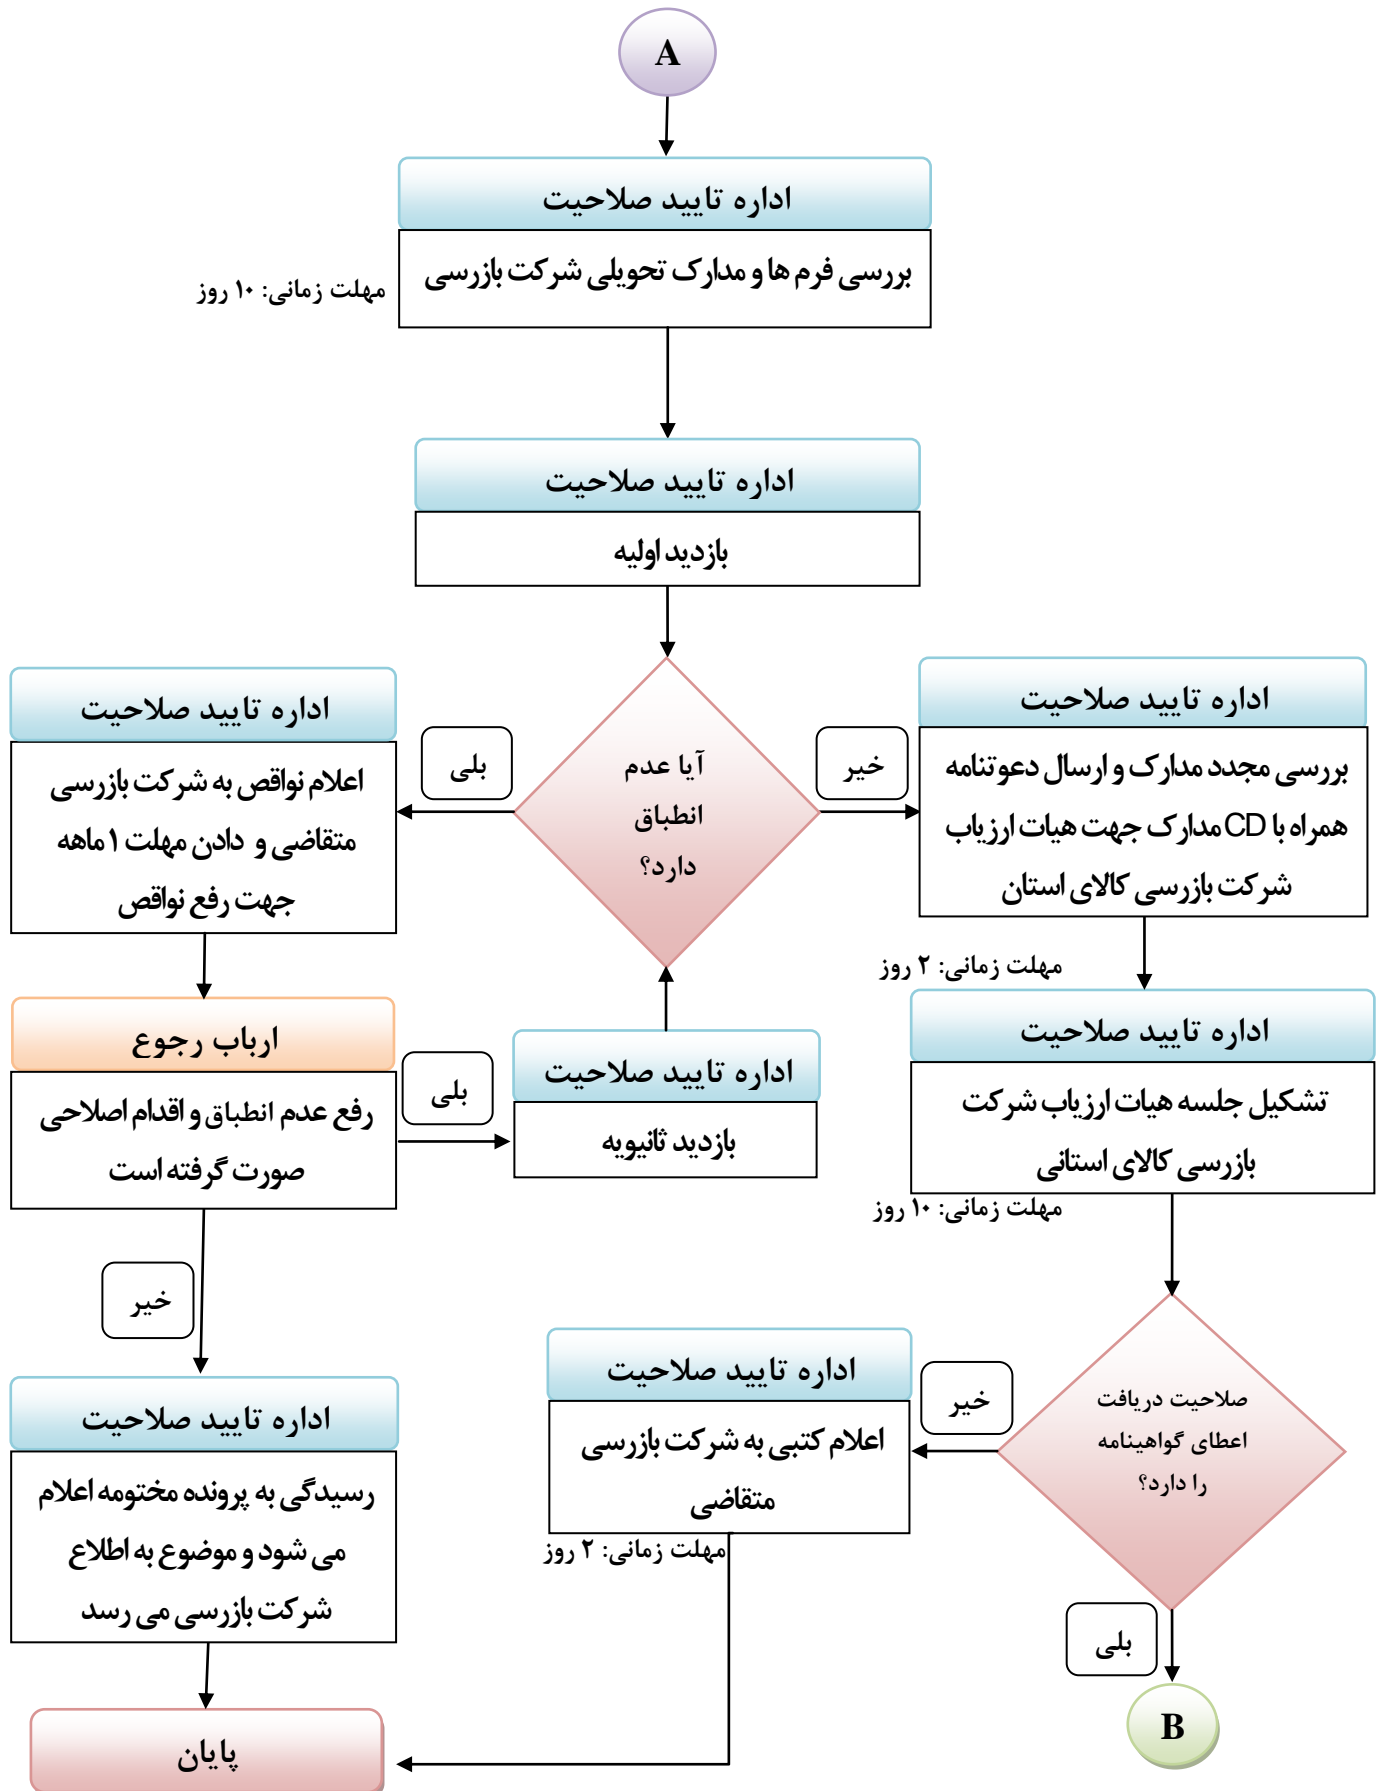 A
اداره تایید صلاحیت
بررسی فرم ها و مدارک تحویلی شرکت بازرسی
مهلت زمانی: ۱۰ روز
اداره تایید صلاحیت
بازدید اولیه
آیا عدم
انطباق
دارد؟
خیر
بلی
اداره تایید صلاحیت
بررسی مجدد مدارک و ارسال دعوتنامه
همراه با CD مدارک جهت هیات ارزیاب
شرکت بازرسی کالای استان
مهلت زمانی: ۲ روز
اداره تایید صلاحیت
اعلام نواقص به شرکت بازرسی
متقاضی و دادن مهلت ۱ ماهه
جهت رفع نواقص
ارباب رجوع
رفع عدم انطباق و اقدام اصلاحی
صورت گرفته است
بلی
اداره تایید صلاحیت
بازدید ثانیویه
اداره تایید صلاحیت
تشکیل جلسه هیات ارزیاب شرکت
بازرسی کالای استانی
مهلت زمانی: ۱۰ روز
خیر
اداره تایید صلاحیت
رسیدگی به پرونده مختومه اعلام
می شود و موضوع به اطلاع
شرکت بازرسی می رسد
صلاحیت دریافت
اعطای گواهینامه
را دارد؟
خیر
اداره تایید صلاحیت
اعلام کتبی به شرکت بازرسی
متقاضی
مهلت زمانی: ۲ روز
بلی
B
پایان